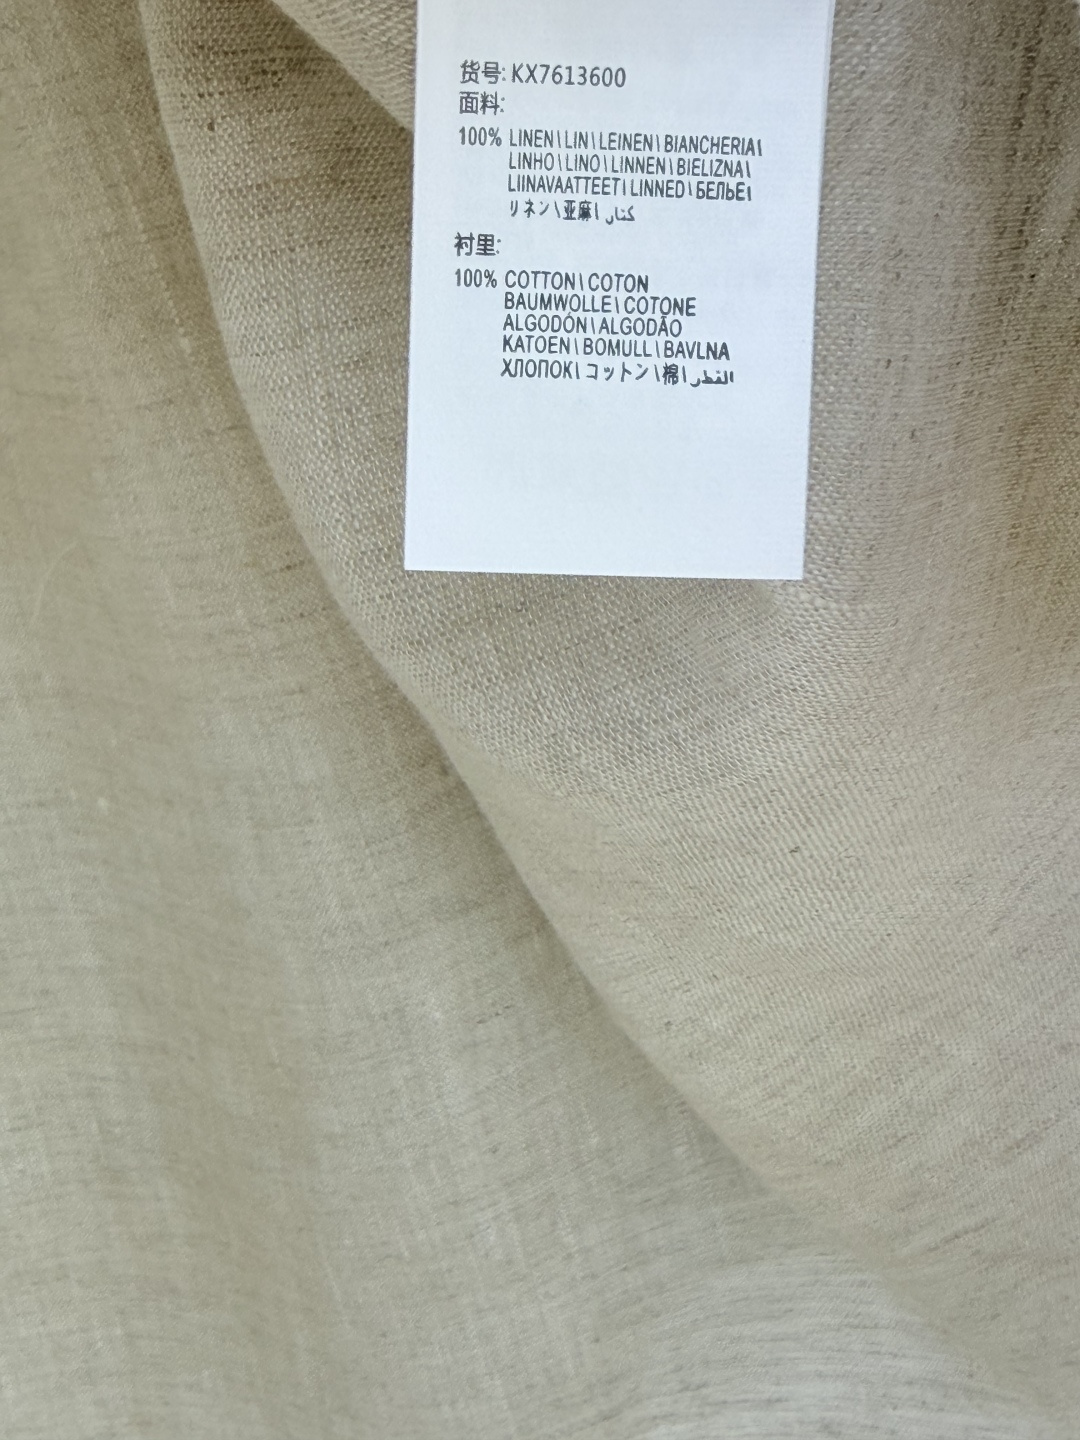 货号: KX7613600
面料:
100% LINEN\LIN\LEINEN\BIANCHERIA\
LINHO\LINO\LINNEN\BIELIZNA\
LIINAVAATTEET\LINNED\БЕЛЬЕ\
リネン\亚麻\كتان
衬里:
100% COTTON\COTON
BAUMWOLLE\COTONE
ALGODÓN\ALGODÃO
KATOEN\BOMULL\BAVLNA
ХЛОПОК\コットン\棉\القطن